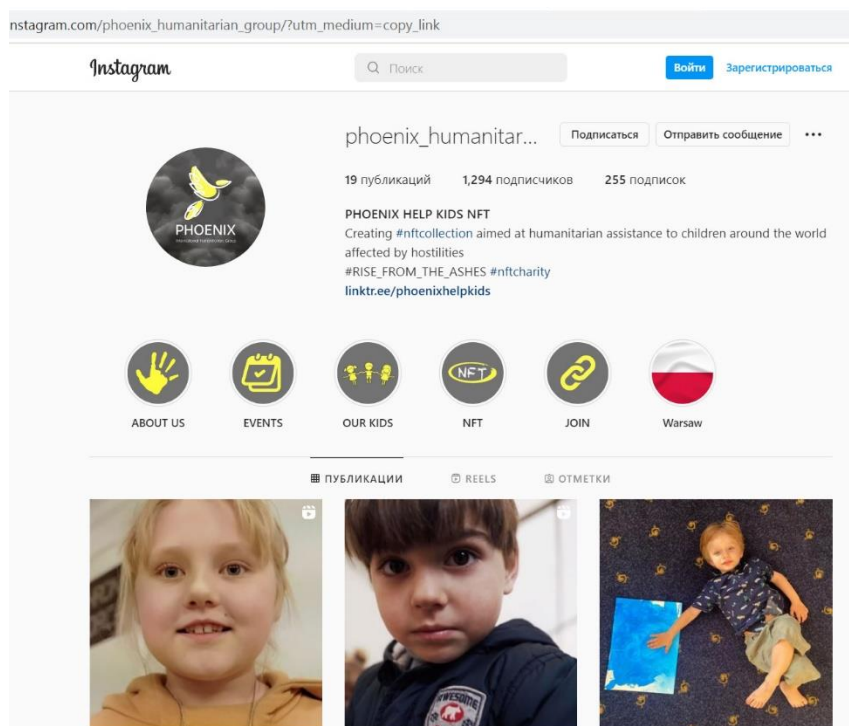 nstagram.com/phoenix_humanitarian_group/?utm_medium=copy_link
Instagram
Поиск
Войти
Зарегистрироваться
phoenix_humanitar...
Подписаться
Отправить сообщение
19 публикаций 1,294 подписчиков 255 подписок
PHOENIX HELP KIDS NFT
Creating #nftcollection aimed at humanitarian assistance to children around the world
affected by hostilities
#RISE_FROM_THE_ASHES #nftcharity
linktr.ee/phoenixhelpkids
PHOENIX
International Humanitarian Group
NFT
ABOUT US EVENTS OUR KIDS NFT JOIN Warsaw
ПУБЛИКАЦИИ REELS ОТМЕТКИ
AWESOME